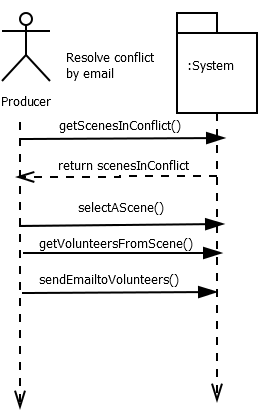 Resolve conflict
by email
:System
Producer
getScenesInConflict()
return scenesInConflict
selectAScene()
getVolunteersFromScene()
sendEmailtoVolunteers()